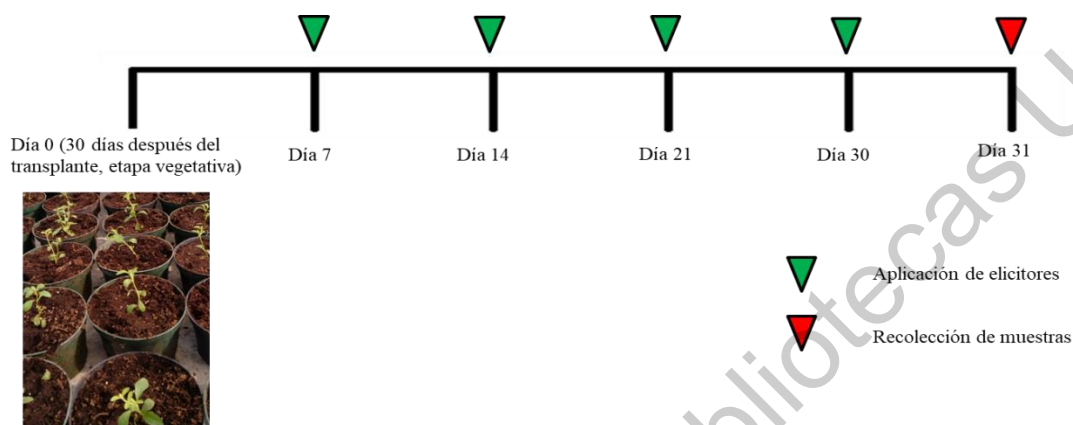 Día 0 (30 días después del
transplante, etapa vegetativa)
Día 7
Día 14
Día 21
Día 30
Día 31
Aplicación de elicitores
Recolección de muestras
bliotecas U